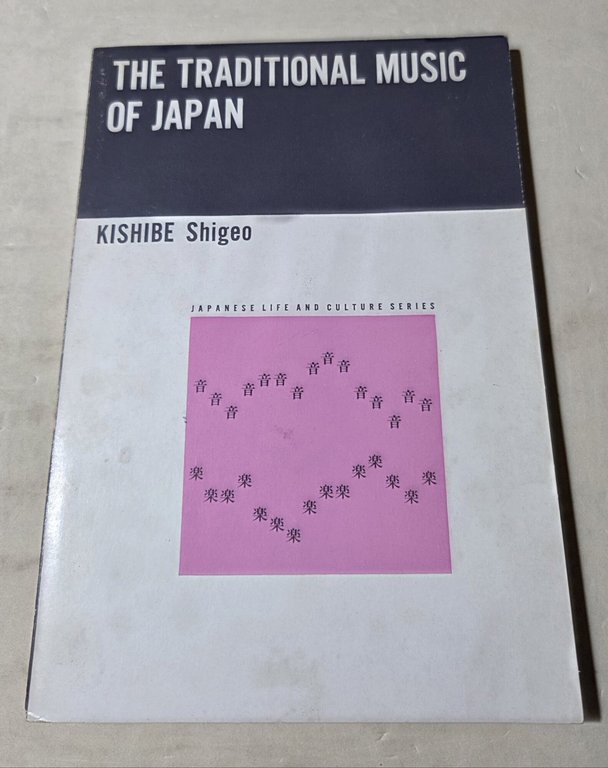 THE TRADITIONAL MUSIC
OF JAPAN
KISHIBE Shigeo
JAPANESE LIFE AND CULTURE SERIES
音音音音音音音音音音音音音音音
楽楽楽楽楽楽楽楽楽楽楽楽楽楽楽